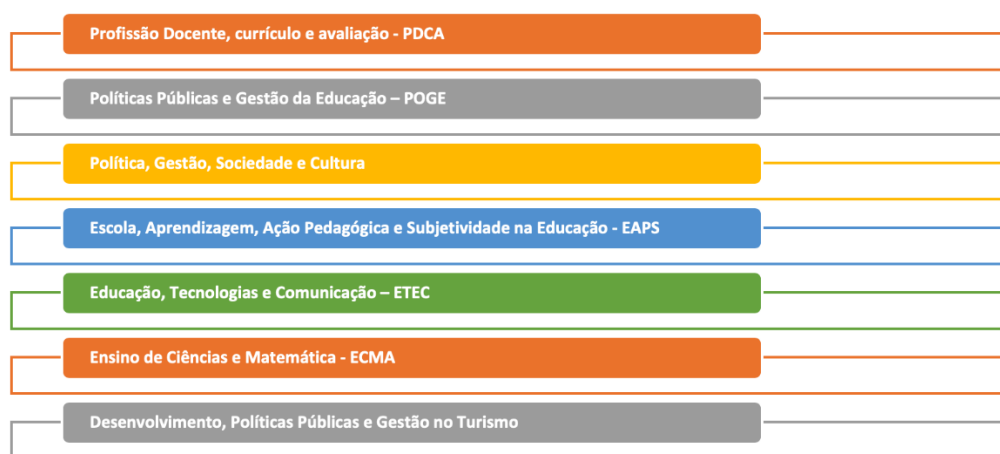 Profissão Docente, currículo e avaliação - PDCA
Políticas Públicas e Gestão da Educação – POGE
Política, Gestão, Sociedade e Cultura
Escola, Aprendizagem, Ação Pedagógica e Subjetividade na Educação - EAPS
Educação, Tecnologias e Comunicação – ETEC
Ensino de Ciências e Matemática - ECMA
Desenvolvimento, Políticas Públicas e Gestão no Turismo